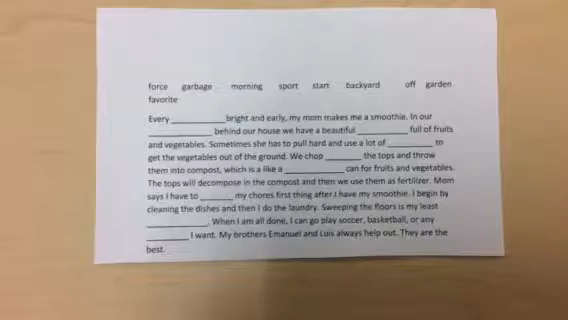 force garbage morning sport start backyard off garden
favorite
Every ____________ bright and early, my mom makes me a smoothie. In our
______________ behind our house we have a beautiful ___________ full of fruits
and vegetables. Sometimes she has to pull hard and use a lot of __________ to
get the vegetables out of the ground. We chop ________ the tops and throw
them into compost, which is a like a _____________ can for fruits and vegetables.
The tops will decompose in the compost and then we use them as fertilizer. Mom
says I have to _______ my chores first thing after I have my smoothie. I begin by
cleaning the dishes and then I do the laundry. Sweeping the floors is my least
_____________. When I am all done, I can go play soccer, basketball, or any
_________ I want. My brothers Emanuel and Luis always help out. They are the
best.